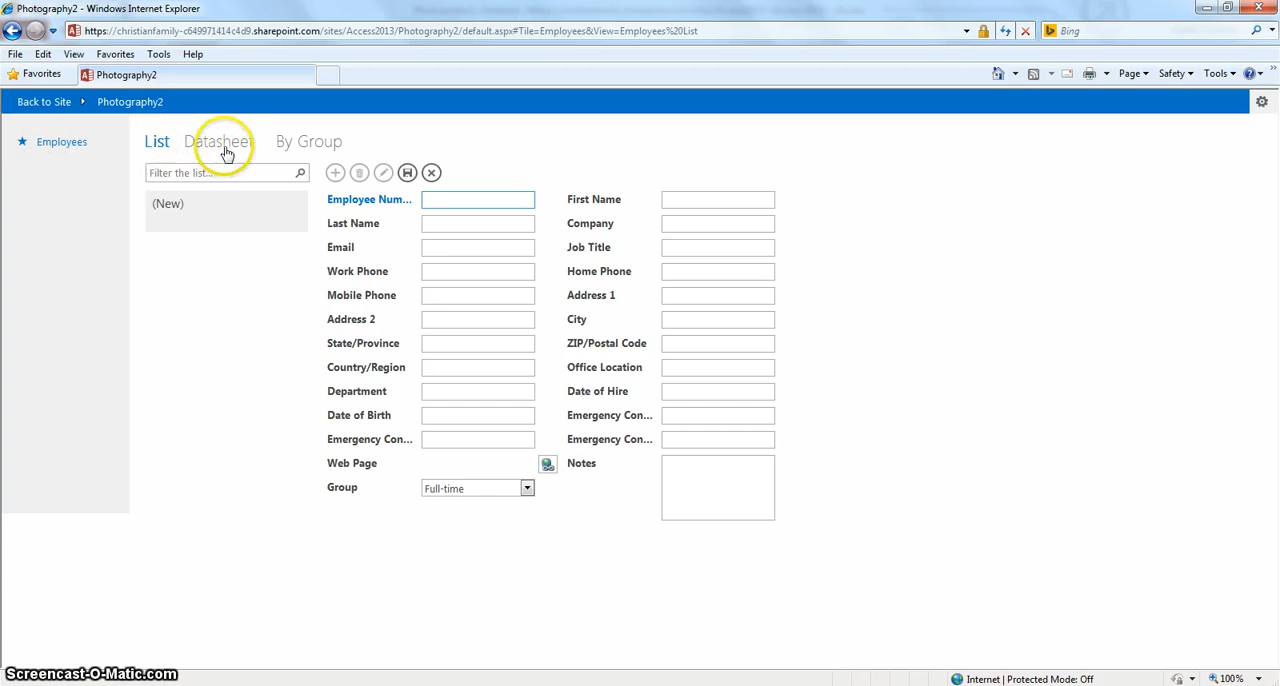 Photography2 - Windows Internet Explorer
https://christianfamily-c649971414c4d9.sharepoint.com/sites/Access2013/Photography2/default.aspx#Tile=Employees&View=Employees%20List
Bing
File Edit View Favorites Tools Help
Favorites Photography2 Page Safety Tools
Back to Site Photography2
Employees List Datasheet By Group
Filter the list...
(New)
Employee Num... First Name
Last Name Company
Email Job Title
Work Phone Home Phone
Mobile Phone Address 1
Address 2 City
State/Province ZIP/Postal Code
Country/Region Office Location
Department Date of Hire
Date of Birth Emergency Con...
Emergency Con... Emergency Con...
Web Page Notes
Group Full-time
Screencast-O-Matic.com
Internet | Protected Mode: Off 100%